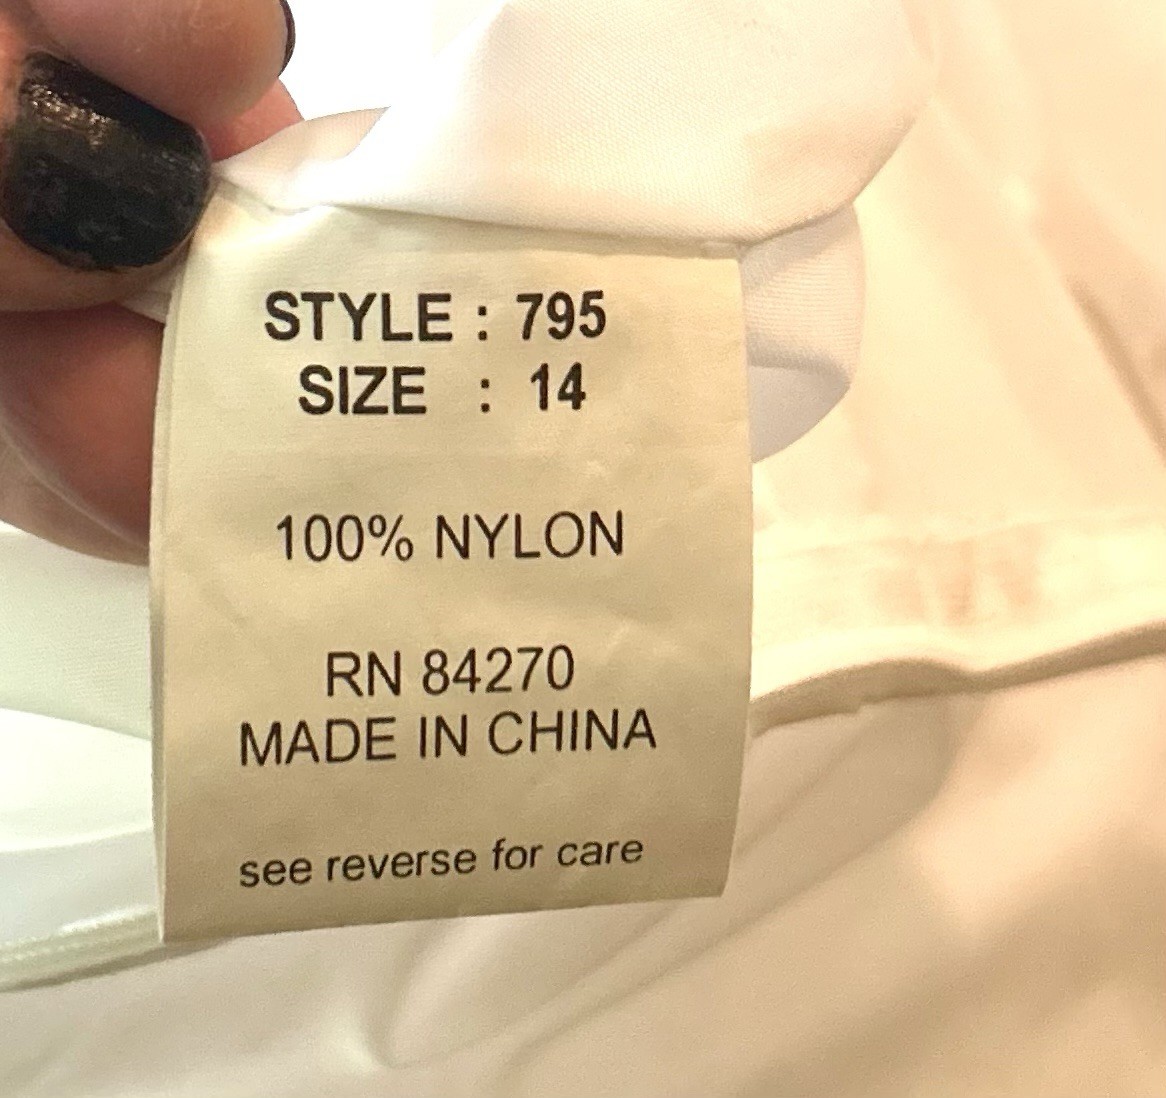 STYLE : 795
SIZE : 14
100% NYLON
RN 84270
MADE IN CHINA
see reverse for care